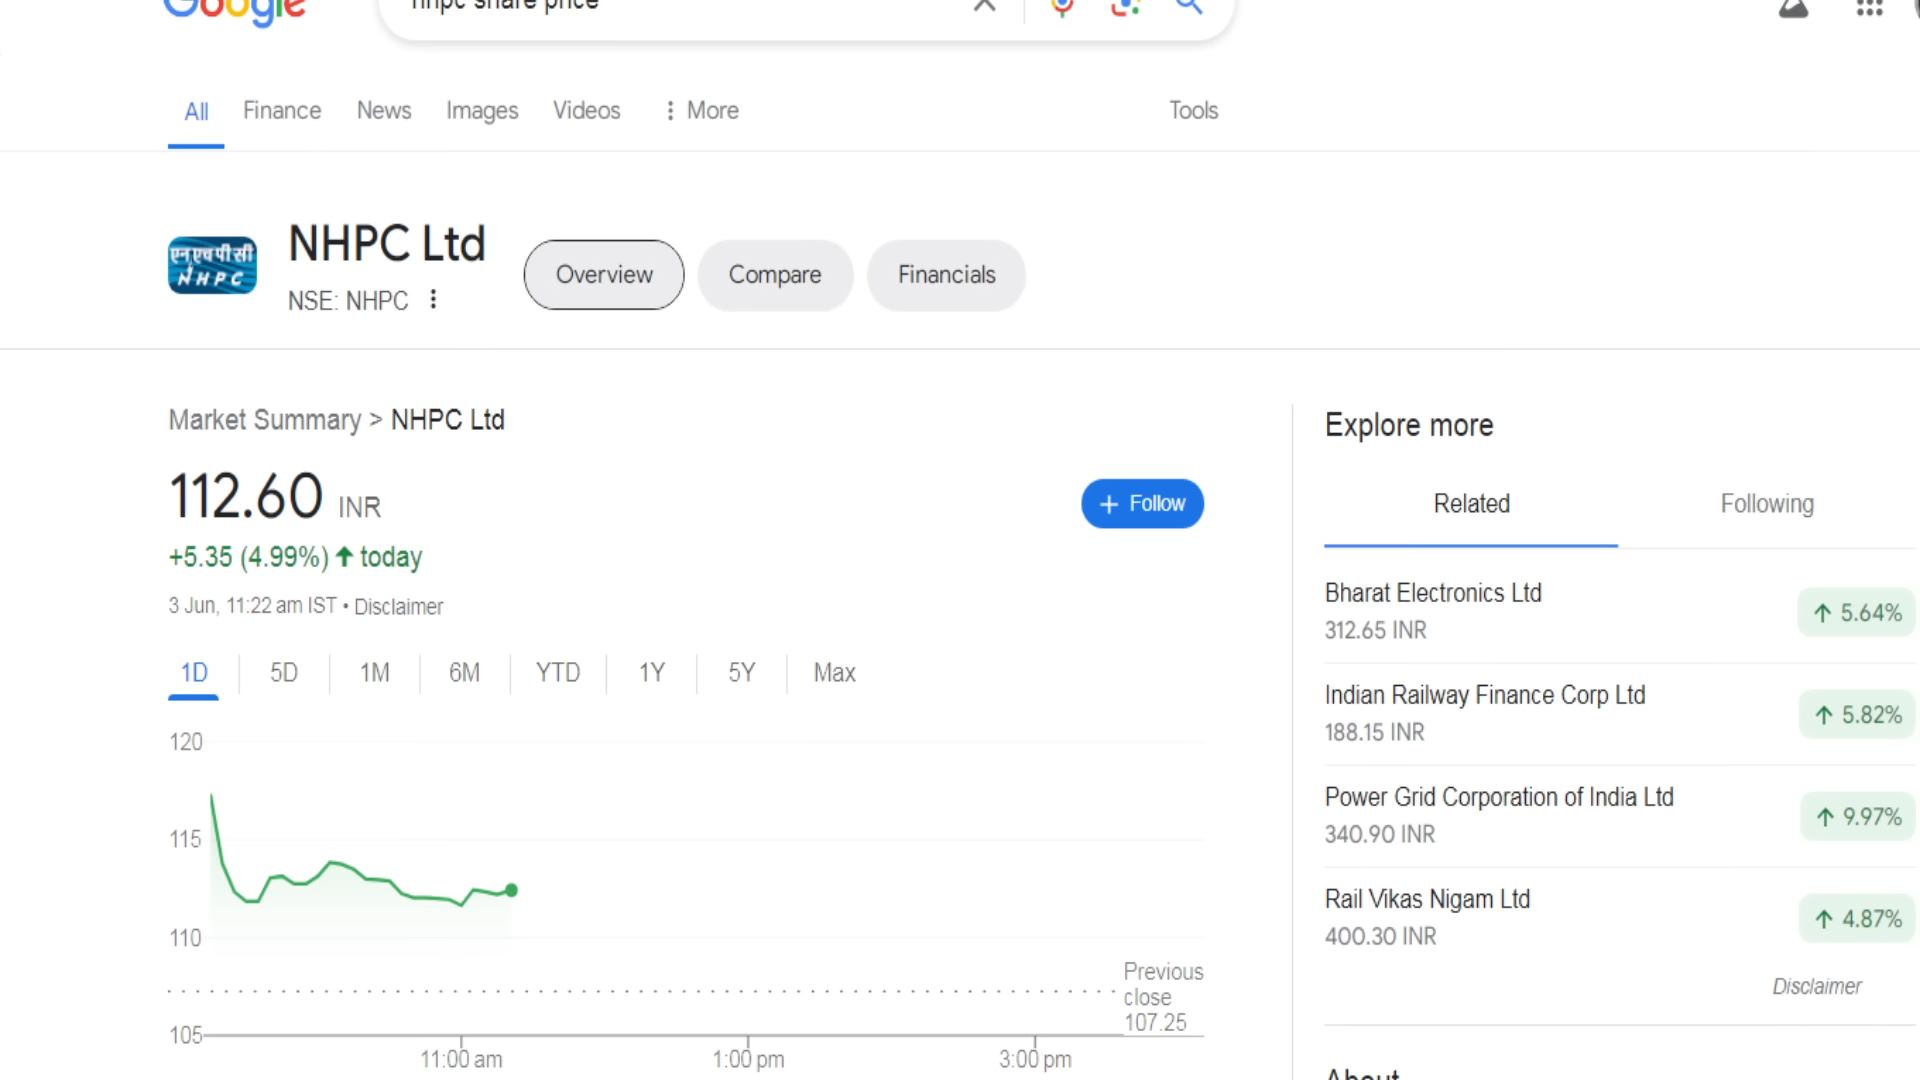 Google
nhpc share price
All Finance News Images Videos More Tools
एनएचपीसी
NHPC
NHPC Ltd
NSE: NHPC
Overview Compare Financials
Market Summary > NHPC Ltd
112.60 INR
+ Follow
+5.35 (4.99%) ↑ today
3 Jun, 11:22 am IST • Disclaimer
1D 5D 1M 6M YTD 1Y 5Y Max
120
115
110
105
Previous
close
107.25
11:00 am 1:00 pm 3:00 pm
Explore more
Related Following
Bharat Electronics Ltd
312.65 INR
↑ 5.64%
Indian Railway Finance Corp Ltd
188.15 INR
↑ 5.82%
Power Grid Corporation of India Ltd
340.90 INR
↑ 9.97%
Rail Vikas Nigam Ltd
400.30 INR
↑ 4.87%
Disclaimer
About